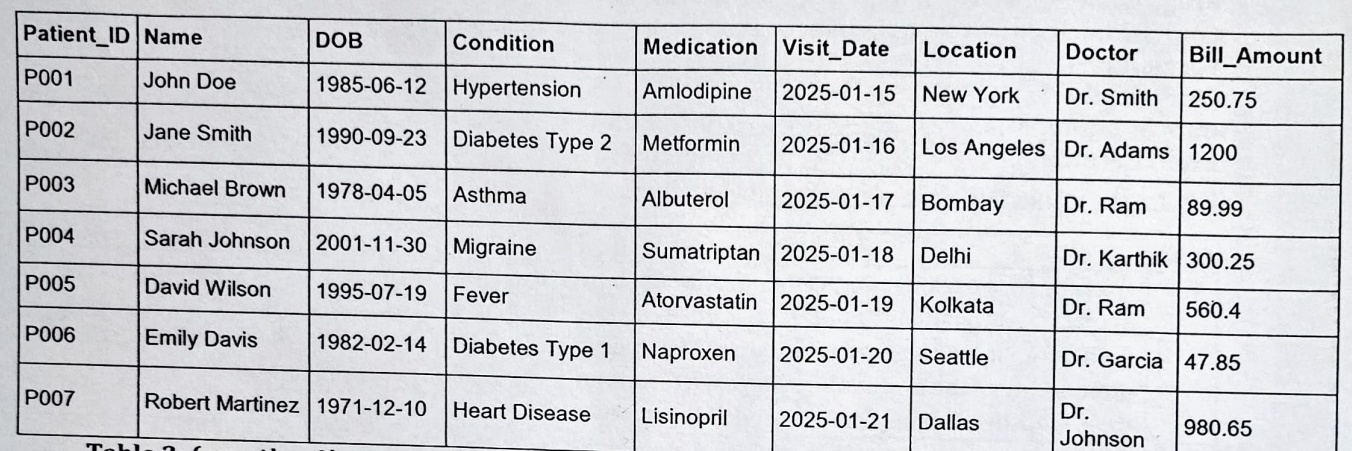 Patient_ID Name DOB Condition Medication Visit_Date Location Doctor Bill_Amount
P001 John Doe 1985-06-12 Hypertension Amlodipine 2025-01-15 New York Dr. Smith 250.75
P002 Jane Smith 1990-09-23 Diabetes Type 2 Metformin 2025-01-16 Los Angeles Dr. Adams 1200
P003 Michael Brown 1978-04-05 Asthma Albuterol 2025-01-17 Bombay Dr. Ram 89.99
P004 Sarah Johnson 2001-11-30 Migraine Sumatriptan 2025-01-18 Delhi Dr. Karthik 300.25
P005 David Wilson 1995-07-19 Fever Atorvastatin 2025-01-19 Kolkata Dr. Ram 560.4
P006 Emily Davis 1982-02-14 Diabetes Type 1 Naproxen 2025-01-20 Seattle Dr. Garcia 47.85
P007 Robert Martinez 1971-12-10 Heart Disease Lisinopril 2025-01-21 Dallas Dr. Johnson 980.65